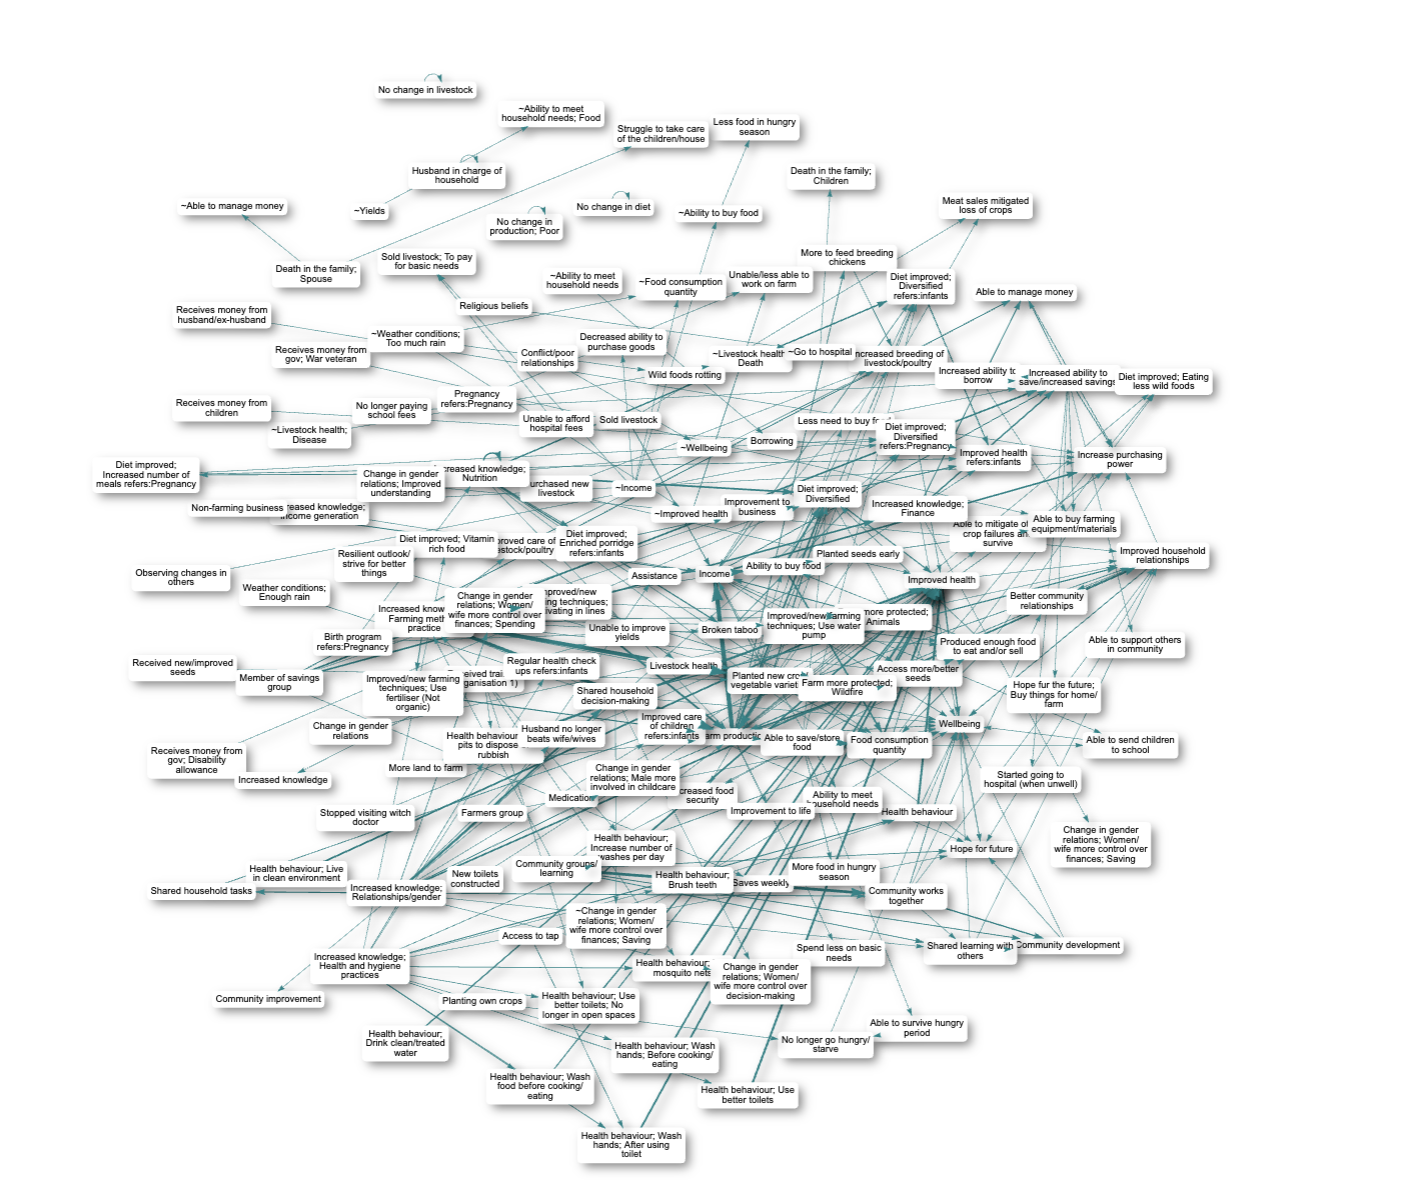 No change in livestock
~Ability to meet
household needs; Food
Struggle to take care
of the children/house
Less food in hungry
season
Husband in charge of
household
Death in the family;
Children
~Able to manage money
~Yields
No change in
production; Poor
No change in diet
~Ability to buy food
Meat sales mitigated
loss of crops
Death in the family;
Spouse
Sold livestock; To pay
for basic needs
More to feed breeding
chickens
~Ability to meet
household needs
~Food consumption
quantity
Unable/less able to
work on farm
Diet improved;
Diversified
refers:infants
Able to manage money
Religious beliefs
Receives money from
husband/ex-husband
~Weather conditions;
Too much rain
Receives money from
gov; War veteran
Conflict/poor
relationships
Decreased ability to
purchase goods
~Livestock health
Death
~Go to hospital
ncreased breeding of
livestock/poultry
Wild foods rotting
Increased ability to
borrow
Increased ability to
save/increased savings
Diet improved; Eating
less wild foods
Pregnancy
refers:Pregnancy
Receives money from
children
No longer paying
school fees
~Livestock health;
Disease
Unable to afford
hospital fees
Sold livestock
Less need to buy fo
Diet improved;
Diversified
refers:Pregnancy
~Wellbeing
Borrowing
Improved health
refers:infants
Increase purchasing
power
Diet improved;
Increased number of
meals refers:Pregnancy
Change in gender
relations; Improved
understanding
creased knowledge;
Nutrition
urchased new
livestock
~Income
Diet improved;
Diversified
Non-farming business
reased knowledge;
ncome generation
~Improved health
Improvement to
business
Increased knowledge;
Finance
Able to mitigate of
crop failures an
survive
Able to buy farming
equipment/materials
Diet improved; Vitamin
rich food
roved care of
estock/poultry
Diet improved;
Enriched porridge
refers:infants
Planted seeds early
Improved household
relationships
Resilient outlook/
strive for better
things
Observing changes in
others
Weather conditions;
Enough rain
Assistance
Income
Ability to buy food
Improved health
Better community
relationships
Increased know
Farming meth
practice
Change in gender
relations; Women/
wife more control over
finances; Spending
mproved/new
ng techniques;
ivating in lines
Unable to improve
yields
Broken taboo
Improved/new farming
techniques; Use water
pump
more protected;
Animals
Produced enough food
to eat and/or sell
Able to support others
in community
Birth program
refers:Pregnancy
Received new/improved
seeds
Member of savings
group
Improved/new farming
techniques; Use
fertiliser (Not
organic)
ceived trai
ganisation 1)
Regular health check
ups refers:infants
Livestock health
Planted new cro
vegetable variet
Farm more protected;
Wildfire
Access more/better
seeds
Shared household
decision-making
Hope fur the future;
Buy things for home/
farm
Change in gender
relations
Health behaviour
pits to dispose
rubbish
Husband no longer
beats wife/wives
Improved care
of children
refers:infants
arm producti
Able to save/store
food
Food consumption
quantity
Wellbeing
Able to send children
to school
Receives money from
gov; Disability
allowance
Increased knowledge
More land to farm
Change in gender
relations; Male more
involved in childcare
creased food
security
Started going to
hospital (when unwell)
Medication
Improvement to life
Ability to meet
ousehold needs
Health behaviour
Stopped visiting witch
doctor
Farmers group
Health behaviour;
Increase number of
washes per day
Hope for future
Change in gender
relations; Women/
wife more control over
finances; Saving
Health behaviour; Live
in clean environment
Shared household tasks
Increased knowledge;
Relationships/gender
New toilets
constructed
Community groups/
learning
Health behaviour;
Brush teeth
Saves weekly
More food in hungry
season
Community works
together
~Change in gender
relations; Women/
wife more control over
finances; Saving
Access to tap
Spend less on basic
needs
Shared learning with
others
Community development
Increased knowledge;
Health and hygiene
practices
Health behaviour;
mosquito nets
Change in gender
relations; Women/
wife more control over
decision-making
Community improvement
Planting own crops
Health behaviour; Use
better toilets; No
longer in open spaces
Able to survive hungry
period
Health behaviour;
Drink clean/treated
water
No longer go hungry/
starve
Health behaviour; Wash
hands; Before cooking/
eating
Health behaviour; Wash
food before cooking/
eating
Health behaviour; Use
better toilets
Health behaviour; Wash
hands; After using
toilet